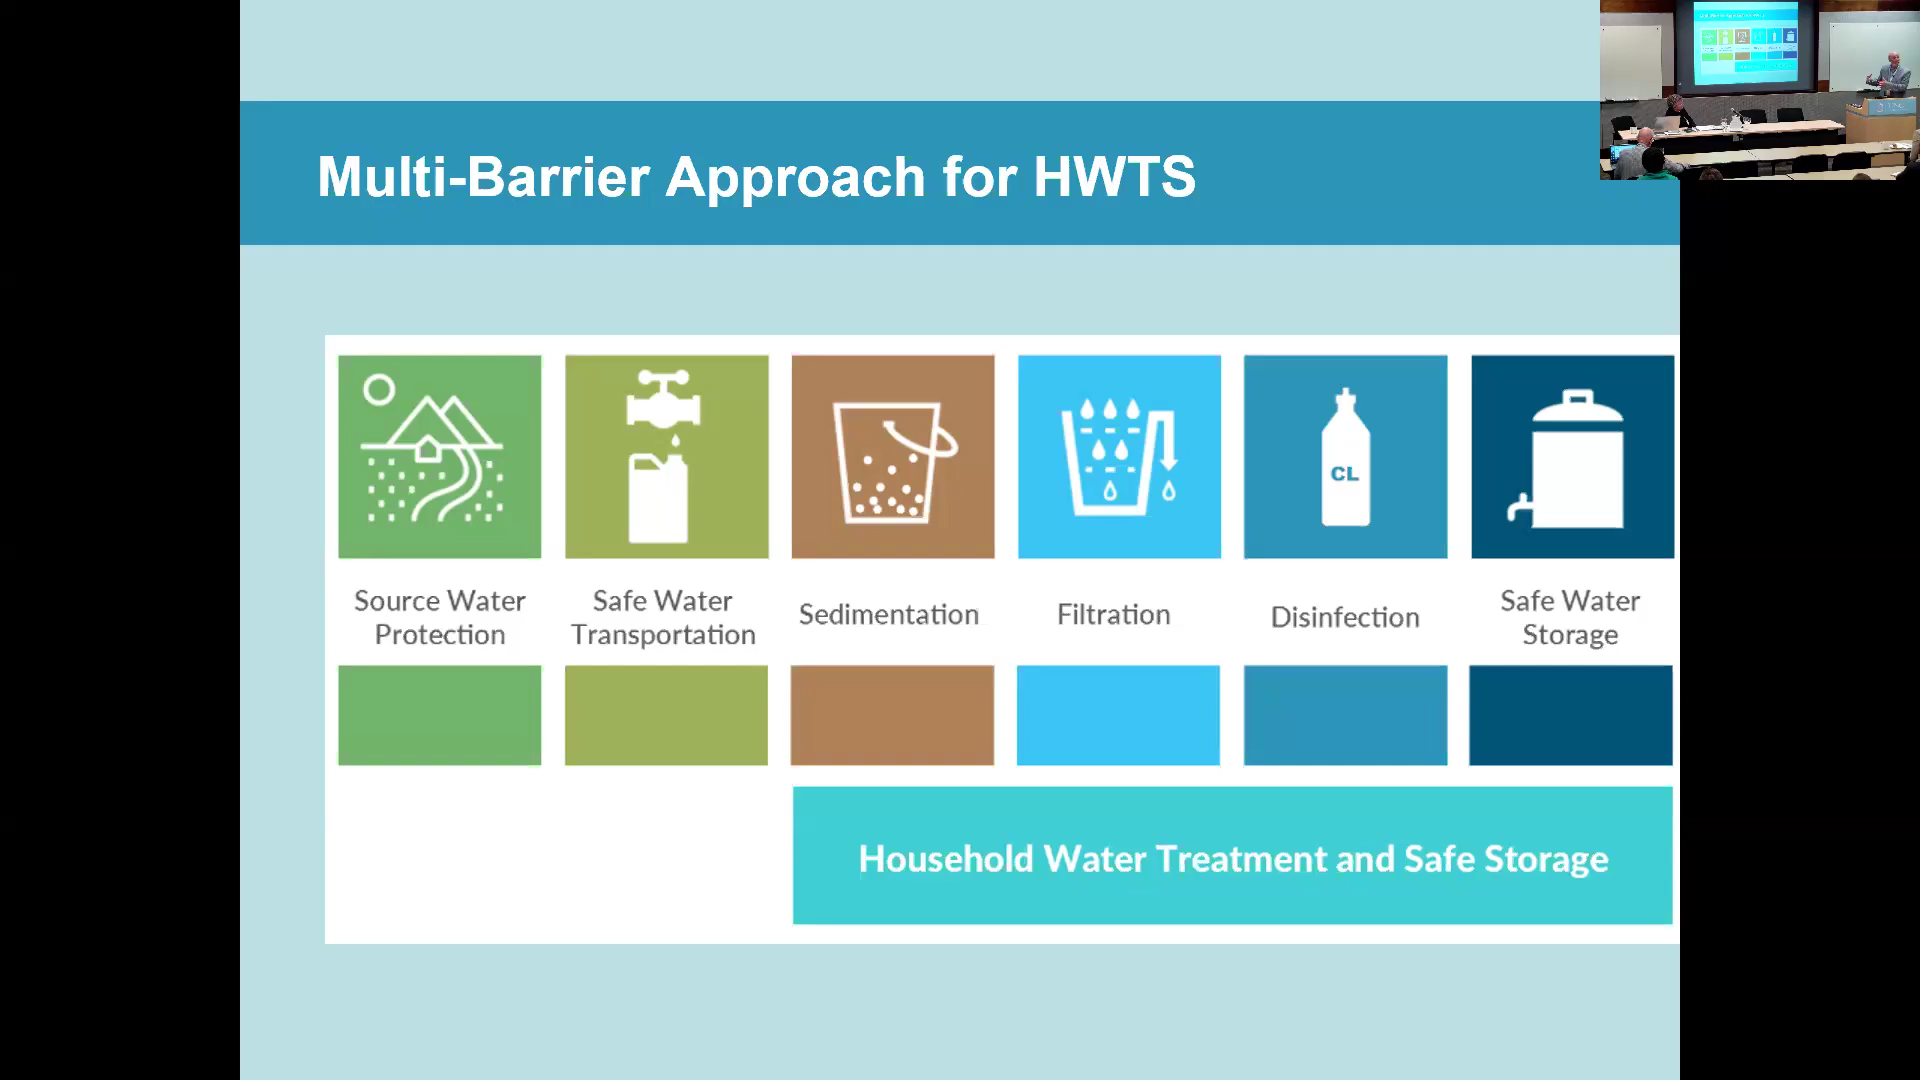 Multi-Barrier Approach for HWTS
CL
Source Water
Protection
Safe Water
Transportation
Sedimentation
Filtration
Disinfection
Safe Water
Storage
Household Water Treatment and Safe Storage